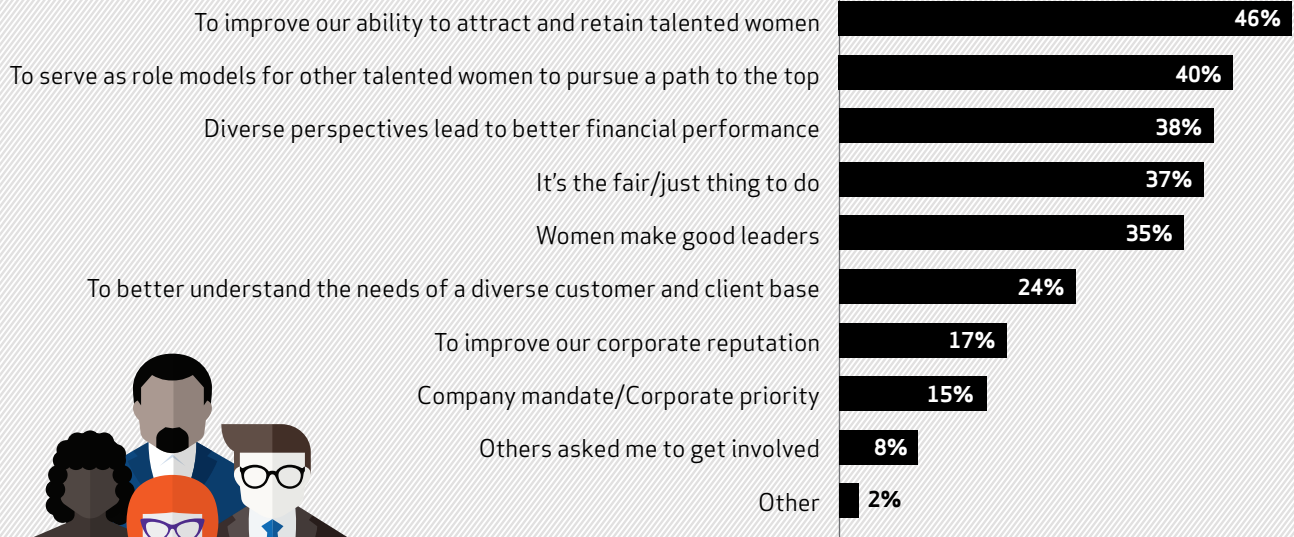 To improve our ability to attract and retain talented women 46%
To serve as role models for other talented women to pursue a path to the top 40%
Diverse perspectives lead to better financial performance 38%
It's the fair/just thing to do 37%
Women make good leaders 35%
To better understand the needs of a diverse customer and client base 24%
To improve our corporate reputation 17%
Company mandate/Corporate priority 15%
Others asked me to get involved 8%
Other 2%